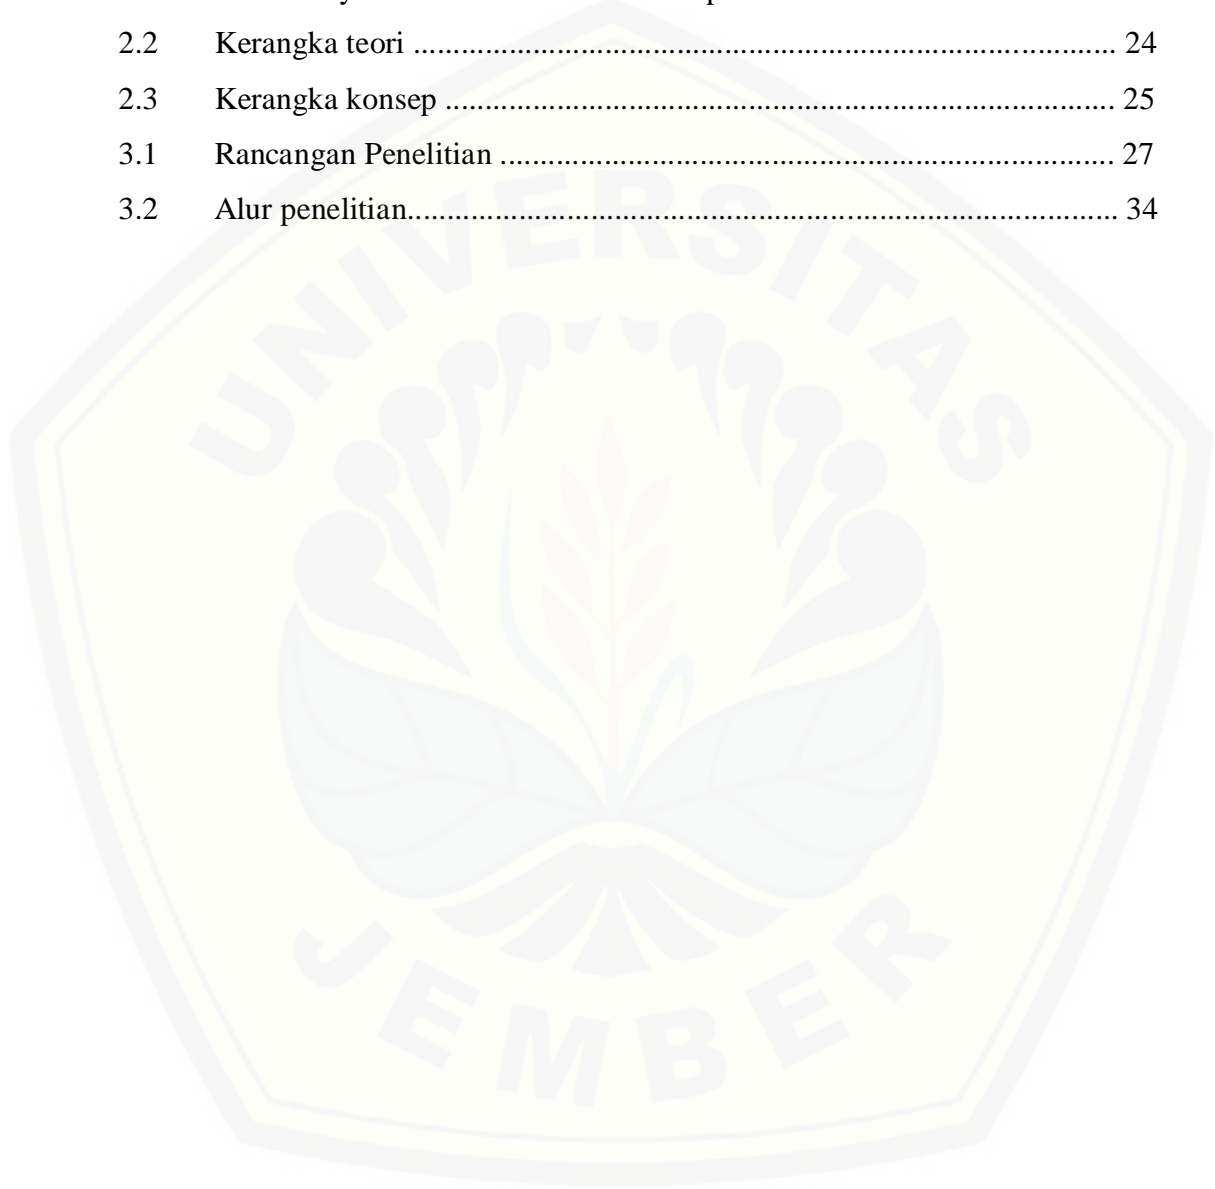 2.2 Kerangka teori ........................................................................................ 24
2.3 Kerangka konsep .................................................................................... 25
3.1 Rancangan Penelitian ............................................................................. 27
3.2 Alur penelitian......................................................................................... 34
UNIVERSITAS
JEMBER